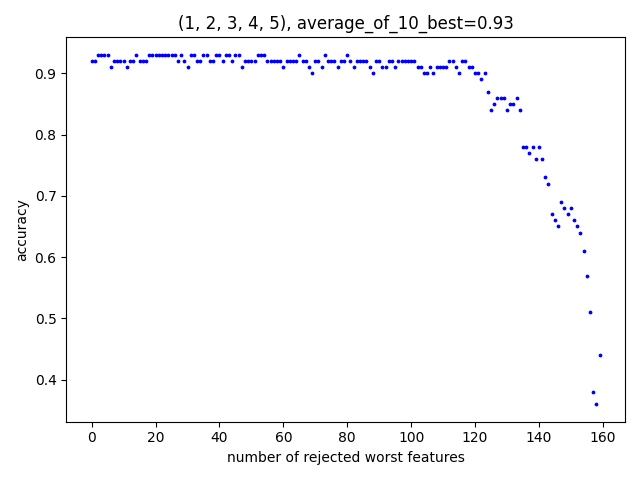 (1, 2, 3, 4, 5), average_of_10_best=0.93
accuracy
0.9
0.8
0.7
0.6
0.5
0.4
0 20 40 60 80 100 120 140 160
number of rejected worst features